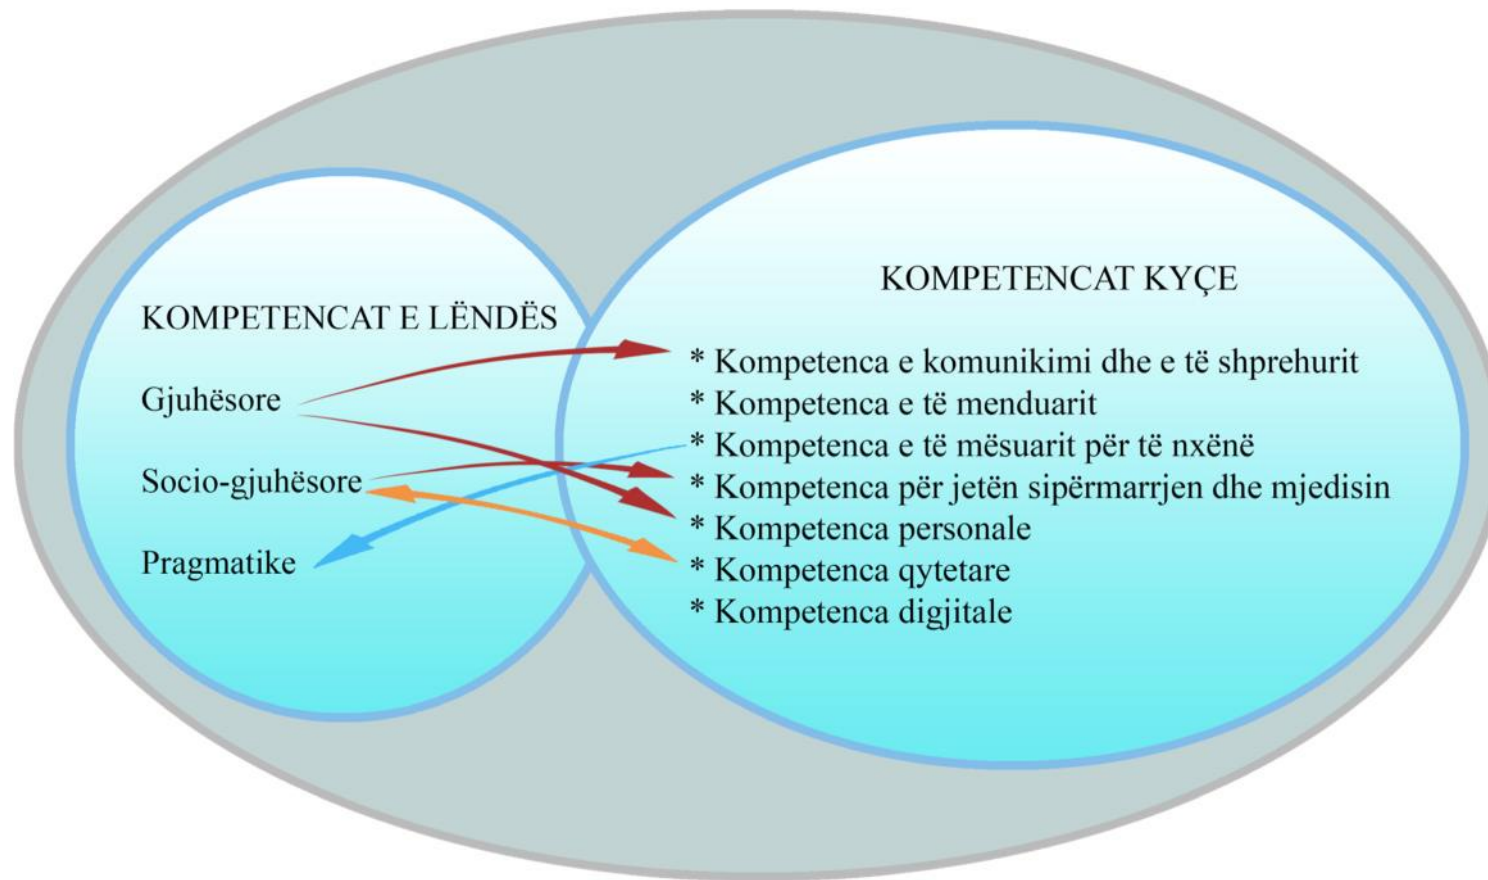 KOMPETENCAT E LËNDËS
Gjuhësore
Socio-gjuhësore
Pragmatike
KOMPETENCAT KYÇE
* Kompetenca e komunikimi dhe e të shprehurit
* Kompetenca e të menduarit
* Kompetenca e të mësuarit për të nxënë
* Kompetenca për jetën sipërmarrjen dhe mjedisin
* Kompetenca personale
* Kompetenca qytetare
* Kompetenca digjitale